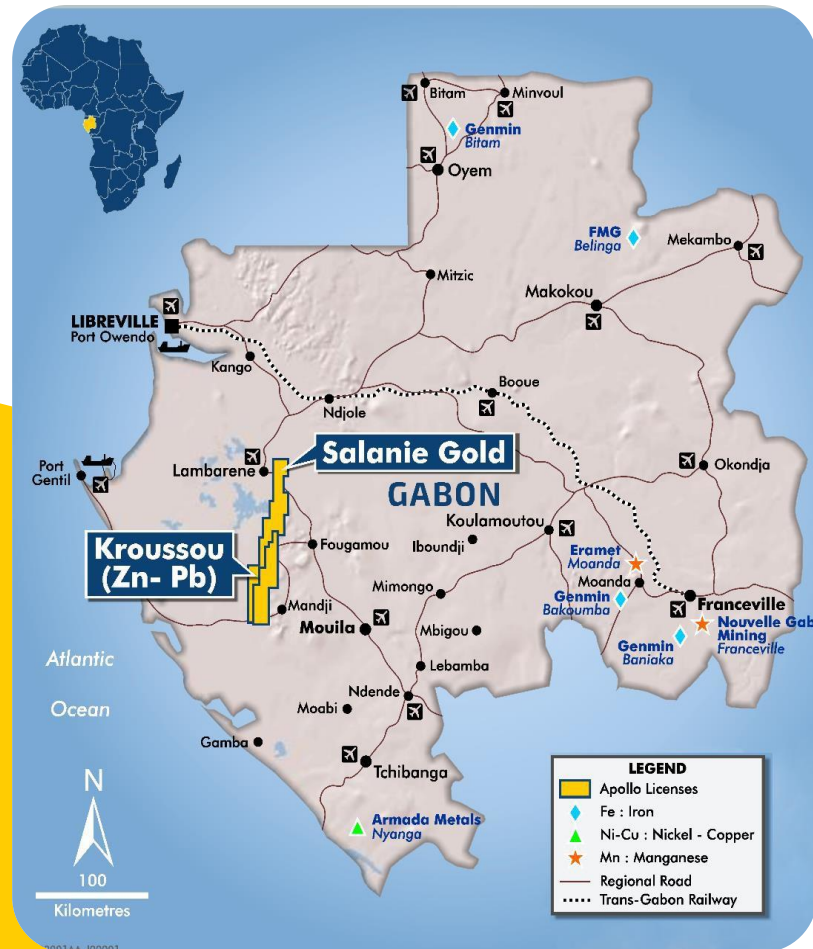 Bitam
Minvoul
Genmin
Bitam
Oyem
FMG
Belinga
Mekambo
Mitzic
Makokou
LIBREVILLE
Port Owendo
Kango
Booue
Ndjole
Salanie Gold
Port
Gentil
Lambarene
Okondja
GABON
Koulamoutou
Kroussou
(Zn- Pb)
Fougamou
Iboundji
Eramet
Moanda
Moanda
Mimongo
Genmin
Bakoumba
Franceville
Mandji
Mouila
Mbigou
Nouvelle Gab
Mining
Franceville
Genmin
Baniaka
Atlantic
Ocean
Lebamba
Ndende
Moabi
Gamba
Tchibanga
N
Armada Metals
Nyanga
100
Kilometres
LEGEND
Apollo Licenses
Fe : Iron
Ni-Cu : Nickel - Copper
Mn : Manganese
Regional Road
Trans-Gabon Railway